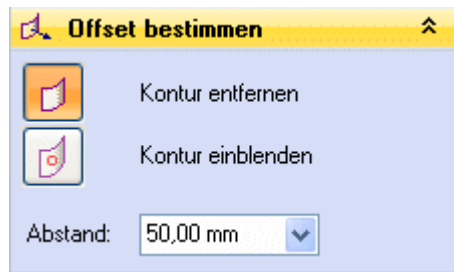 Offset bestimmen
Kontur entfernen
Kontur einblenden
Abstand: 50,00 mm